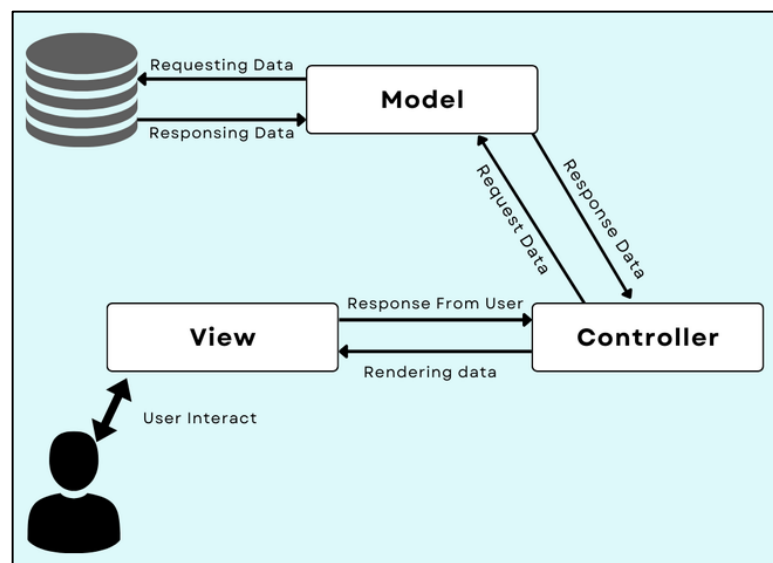 Requesting Data
Model
Responsing Data
Request Data
Response Data
Response From User
View
Controller
Rendering data
User Interact